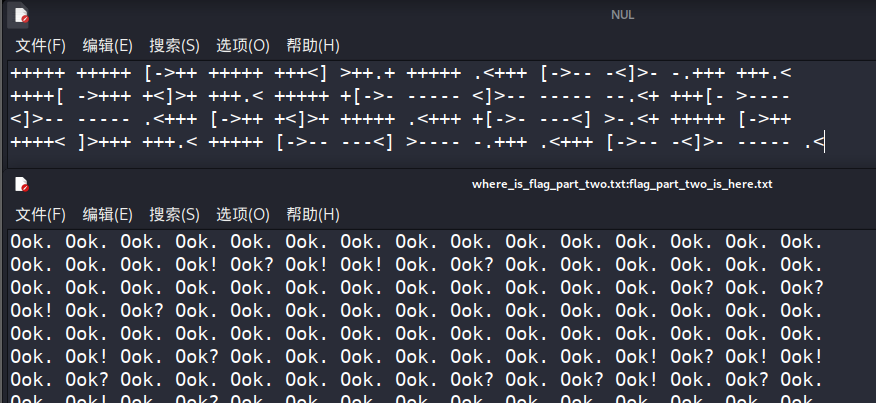 NUL
文件(F) 编辑(E) 搜索(S) 选项(O) 帮助(H)
+++++ +++++ [->++ +++++ +++<] >++.+ +++++ .<+++ [->-- -<]>- -.+++ +++.<
++++[ ->+++ +<]>+ +++.< +++++ +[->- ----- <]>-- ----- --.<+ +++[- >----
<]>-- ----- .<+++ [->++ +<]>+ +++++ .<+++ +[->- ---<] >-.<+ +++++ [->++
++++< ]>+++ +++.< +++++ [->-- ---<] >---- -.+++ .<+++ [->-- -<]>- ----- .<
where_is_flag_part_two.txt:flag_part_two_is_here.txt
文件(F) 编辑(E) 搜索(S) 选项(O) 帮助(H)
Ook. Ook. Ook. Ook. Ook. Ook. Ook. Ook. Ook. Ook. Ook. Ook. Ook. Ook. Ook.
Ook. Ook. Ook. Ook! Ook? Ook! Ook! Ook. Ook? Ook. Ook. Ook. Ook. Ook. Ook.
Ook. Ook. Ook. Ook. Ook. Ook. Ook. Ook. Ook. Ook. Ook. Ook. Ook? Ook. Ook?
Ook! Ook. Ook? Ook. Ook. Ook. Ook. Ook. Ook. Ook. Ook. Ook. Ook. Ook. Ook.
Ook. Ook! Ook. Ook? Ook. Ook. Ook. Ook. Ook. Ook. Ook. Ook! Ook? Ook! Ook!
Ook. Ook? Ook. Ook. Ook. Ook. Ook. Ook. Ook? Ook. Ook? Ook! Ook. Ook? Ook.
Ook. Ook! Ook. Ook? Ook. Ook. Ook. Ook. Ook. Ook. Ook. Ook. Ook. Ook. Ook.